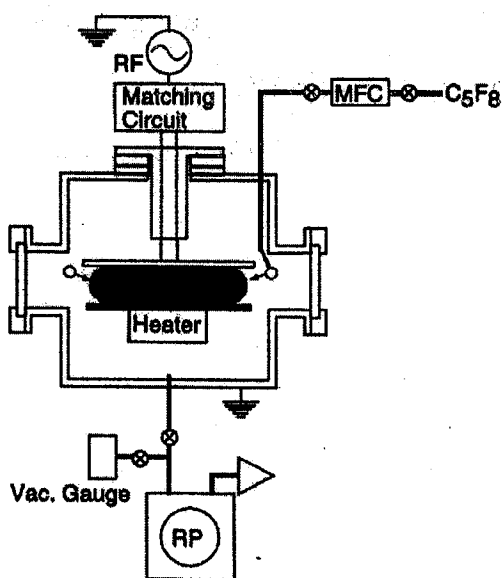 RF
Matching
Circuit
MFC
C5F8
Heater
Vac. Gauge
RP